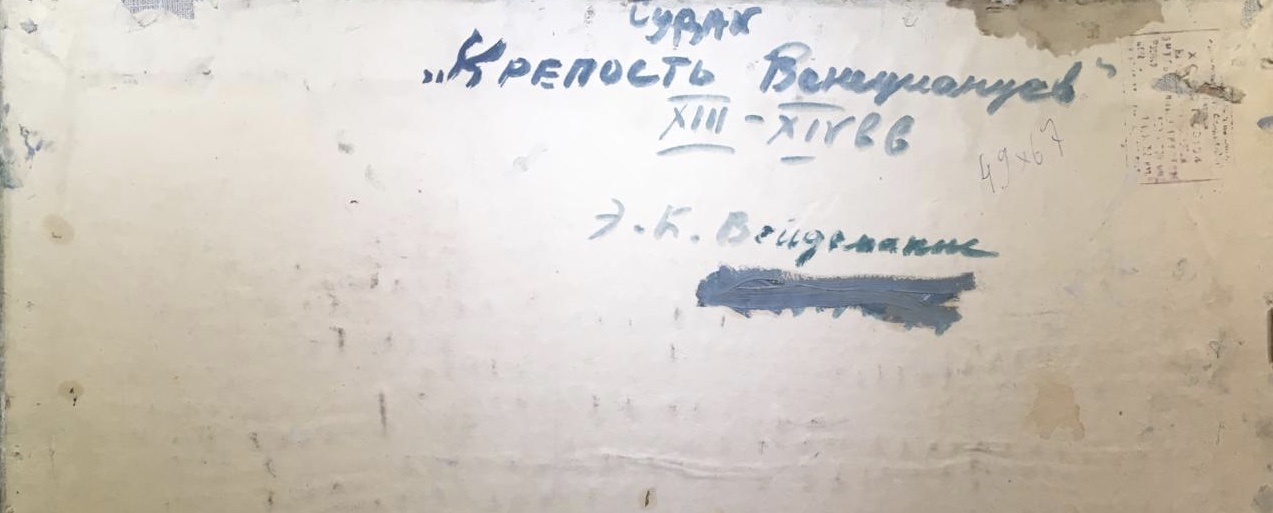 Судак
„Крепость Венецианцев“
XIII - XIV вв
49x67
Э.К. Вейдеманис